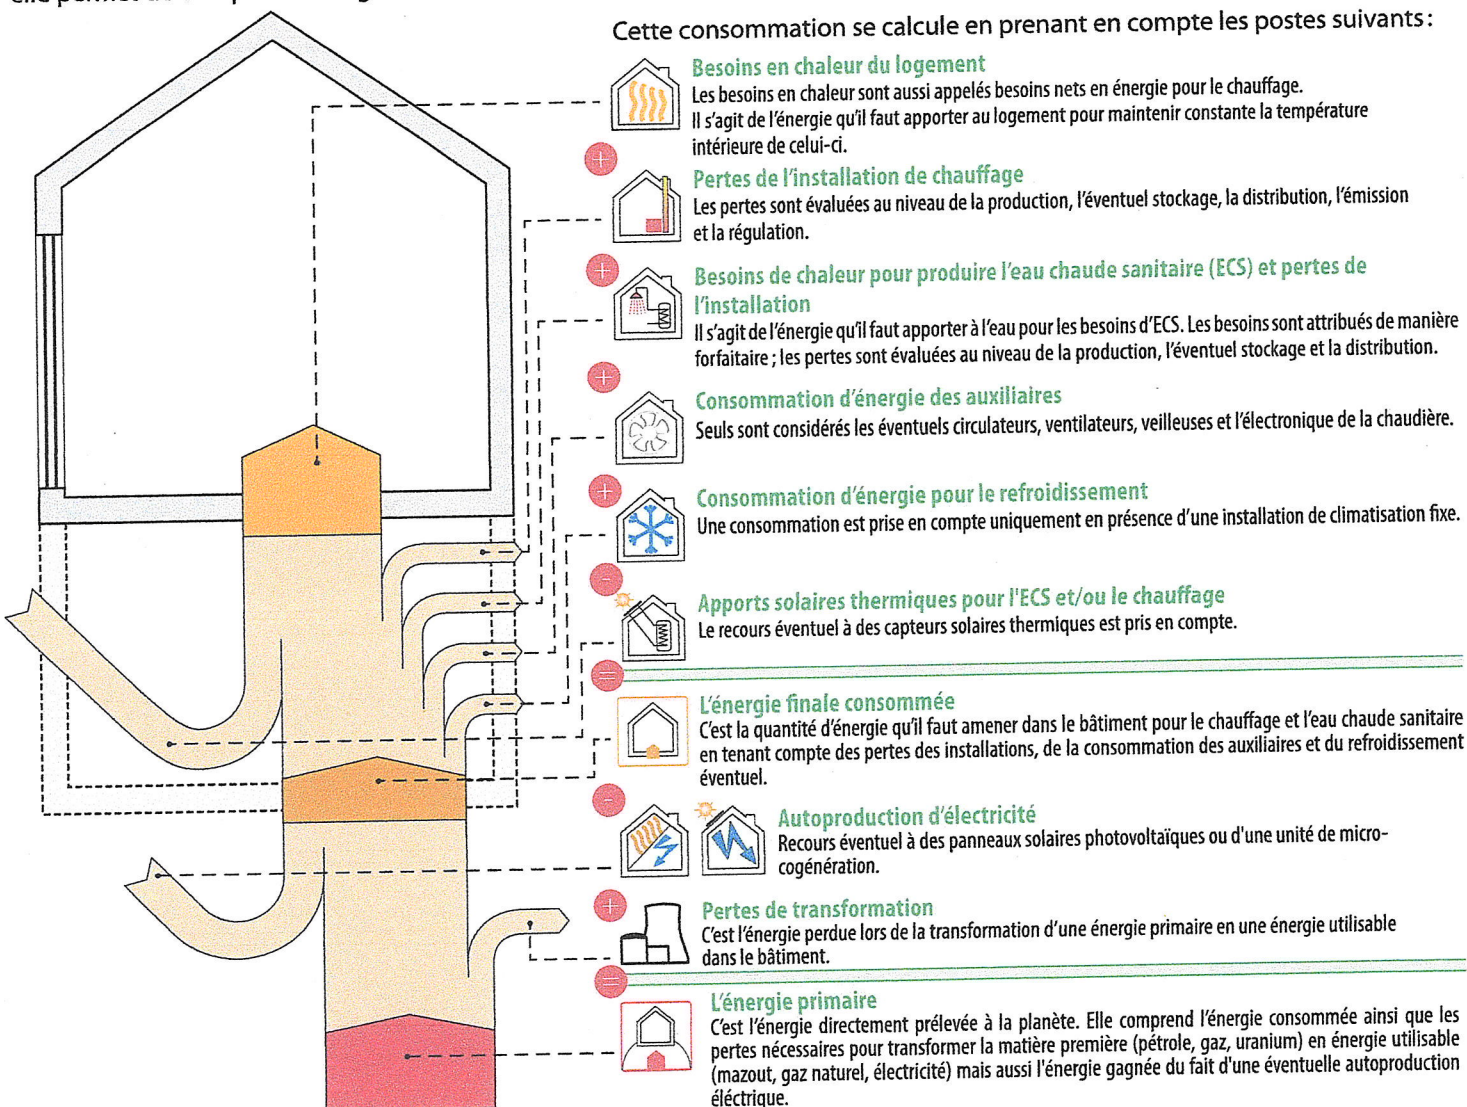 Cette consommation se calcule en prenant en compte les postes suivants :
Besoins en chaleur du logement
Les besoins en chaleur sont aussi appelés besoins nets en énergie pour le chauffage.
Il s'agit de l'énergie qu'il faut apporter au logement pour maintenir constante la température
intérieure de celui-ci.
+
Pertes de l'installation de chauffage
Les pertes sont évaluées au niveau de la production, l'éventuel stockage, la distribution, l'émission
et la régulation.
+
Besoins de chaleur pour produire l'eau chaude sanitaire (ECS) et pertes de
l'installation
Il s'agit de l'énergie qu'il faut apporter à l'eau pour les besoins d'ECS. Les besoins sont attribués de manière
forfaitaire ; les pertes sont évaluées au niveau de la production, l'éventuel stockage et la distribution.
+
Consommation d'énergie des auxiliaires
Seuls sont considérés les éventuels circulateurs, ventilateurs, veilleuses et l'électronique de la chaudière.
+
Consommation d'énergie pour le refroidissement
Une consommation est prise en compte uniquement en présence d'une installation de climatisation fixe.
-
Apports solaires thermiques pour l'ECS et/ou le chauffage
Le recours éventuel à des capteurs solaires thermiques est pris en compte.
=
L'énergie finale consommée
C'est la quantité d'énergie qu'il faut amener dans le bâtiment pour le chauffage et l'eau chaude sanitaire
en tenant compte des pertes des installations, de la consommation des auxiliaires et du refroidissement
éventuel.
-
Autoproduction d'électricité
Recours éventuel à des panneaux solaires photovoltaïques ou d'une unité de micro-
cogénération.
+
Pertes de transformation
C'est l'énergie perdue lors de la transformation d'une énergie primaire en une énergie utilisable
dans le bâtiment.
=
L'énergie primaire
C'est l'énergie directement prélevée à la planète. Elle comprend l'énergie consommée ainsi que les
pertes nécessaires pour transformer la matière première (pétrole, gaz, uranium) en énergie utilisable
(mazout, gaz naturel, électricité) mais aussi l'énergie gagnée du fait d'une éventuelle autoproduction
éléctrique.